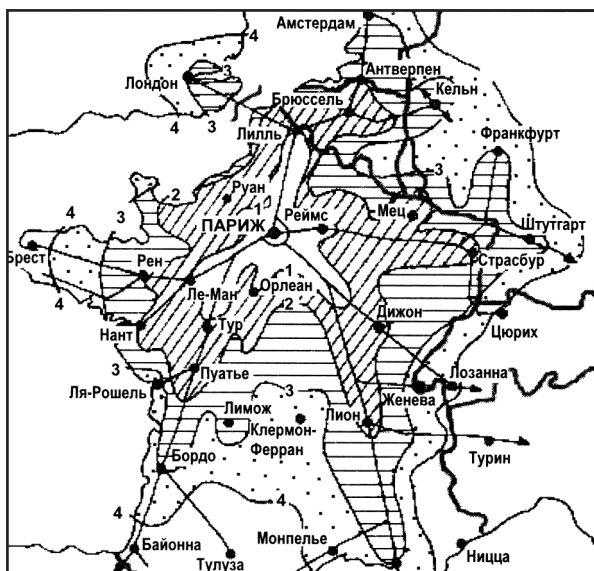 Амстердам
4
Лондон
3
4
3
Антверпен
Кельн
Брюссель
Лилль
Франкфурт
3
2
Руан
1
ПАРИЖ
Реймс
Мец
4
3
Штутгарт
Брест
Рен
Страсбур
4
Ле-Ман
Орлеан
1
2
Нант
Тур
Дижон
Цюрих
3
Ля-Рошель
Пуатье
3
Лозанна
Женева
Лимож
Клермон-
Ферран
Лион
Турин
Бордо
4
4
Байонна
Тулуза
Монпелье
Ницца